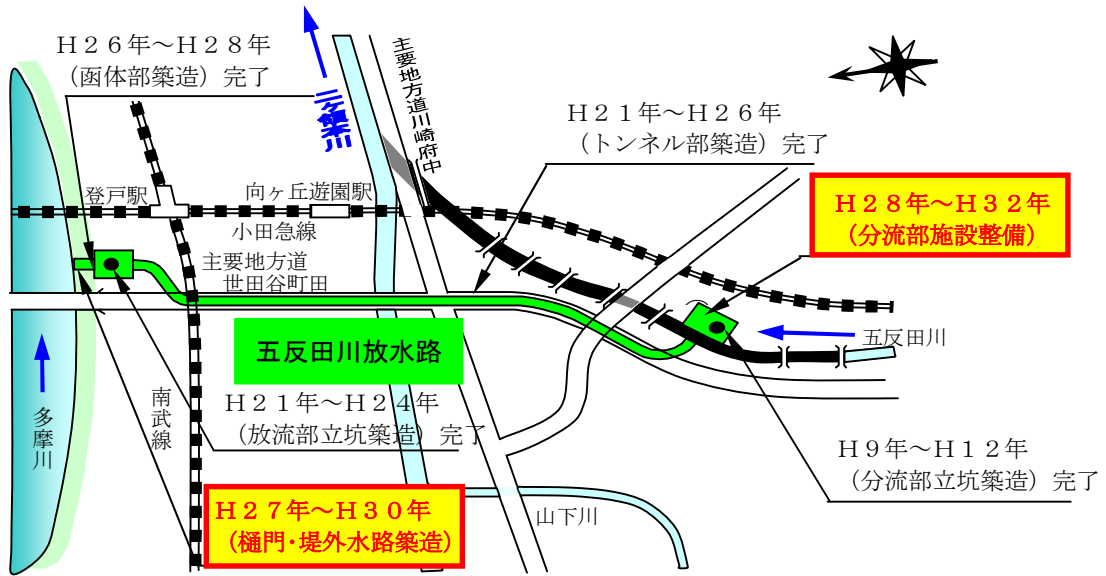 H26年～H28年
(函体部築造)完了
二ヶ領本川
主要地方道川崎府中
H21年～H26年
(トンネル部築造)完了
登戸駅
向ヶ丘遊園駅
小田急線
H28年～H32年
(分流部施設整備)
主要地方道
世田谷町田
五反田川放水路
五反田川
多摩川
南武線
H21年～H24年
(放流部立坑築造)完了
H9年～H12年
(分流部立坑築造)完了
H27年～H30年
(樋門・堤外水路築造)
山下川